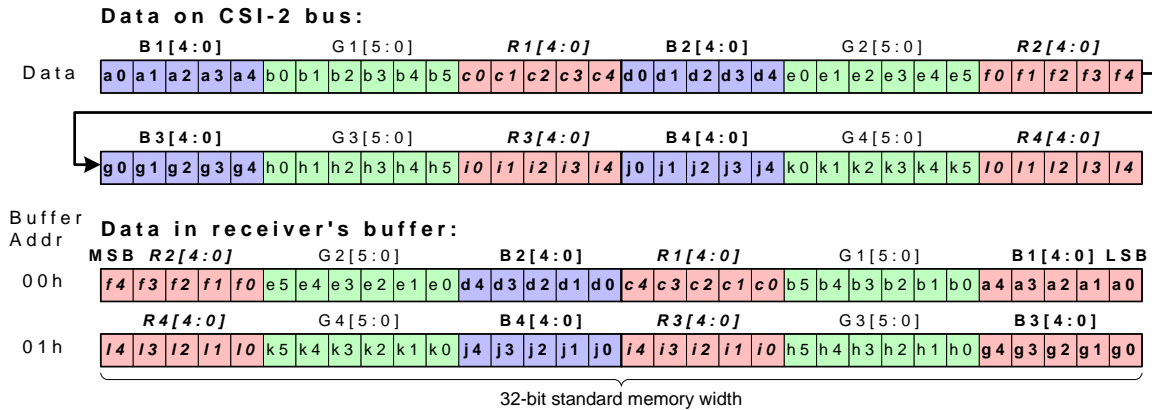 Data on CSI-2 bus:
B1[4:0] G1[5:0] R1[4:0] B2[4:0] G2[5:0] R2[4:0]
Data a0 a1 a2 a3 a4 b0 b1 b2 b3 b4 b5 c0 c1 c2 c3 c4 d0 d1 d2 d3 d4 e0 e1 e2 e3 e4 e5 f0 f1 f2 f3 f4
B3[4:0] G3[5:0] R3[4:0] B4[4:0] G4[5:0] R4[4:0]
g0 g1 g2 g3 g4 h0 h1 h2 h3 h4 h5 i0 i1 i2 i3 i4 j0 j1 j2 j3 j4 k0 k1 k2 k3 k4 k5 l0 l1 l2 l3 l4
Buffer Addr
Data in receiver's buffer:
MSB R2[4:0] G2[5:0] B2[4:0] R1[4:0] G1[5:0] B1[4:0] LSB
00h f4 f3 f2 f1 f0 e5 e4 e3 e2 e1 e0 d4 d3 d2 d1 d0 c4 c3 c2 c1 c0 b5 b4 b3 b2 b1 b0 a4 a3 a2 a1 a0
R4[4:0] G4[5:0] B4[4:0] R3[4:0] G3[5:0] B3[4:0]
01h l4 l3 l2 l1 l0 k5 k4 k3 k2 k1 k0 j4 j3 j2 j1 j0 i4 i3 i2 i1 i0 h5 h4 h3 h2 h1 h0 g4 g3 g2 g1 g0
32-bit standard memory width